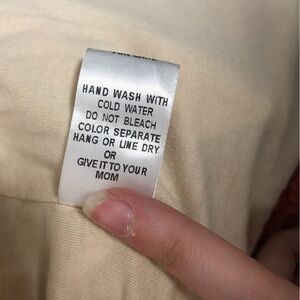 HAND WASH WITH
COLD WATER
DO NOT BLEACH
COLOR SEPARATE
HANG OR LINE DRY
OR
GIVE IT TO YOUR
MOM